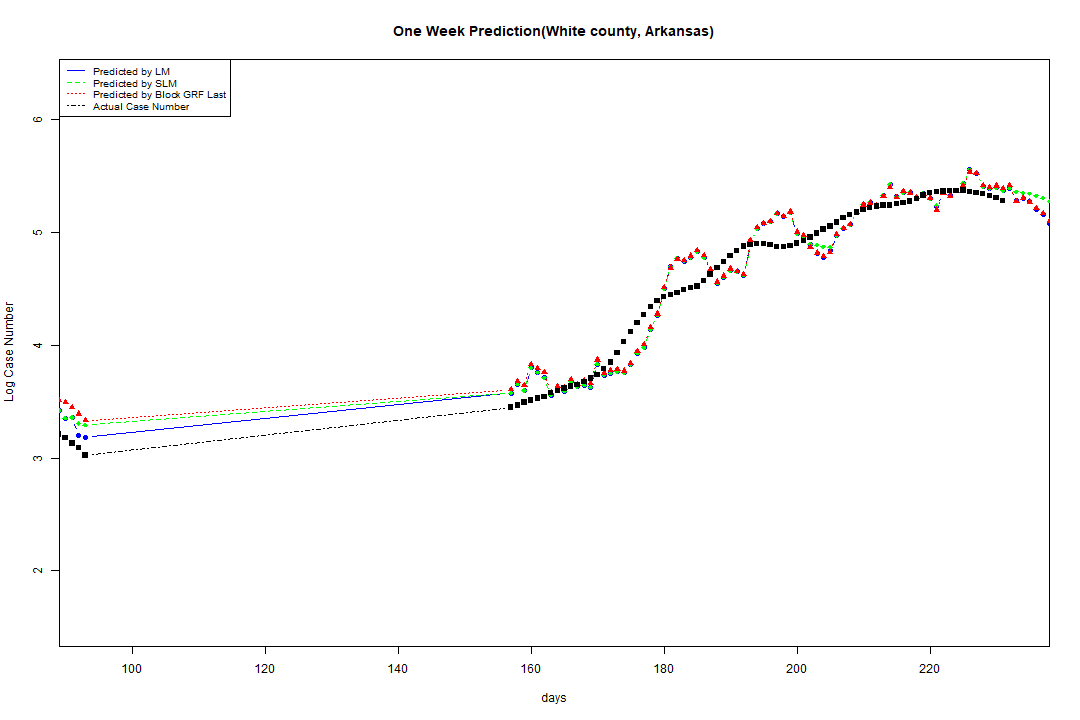 One Week Prediction(White county, Arkansas)
Predicted by LM
Predicted by SLM
Predicted by Block GRF Last
Actual Case Number
6
5
4
3
2
Log Case Number
100 120 140 160 180 200 220
days